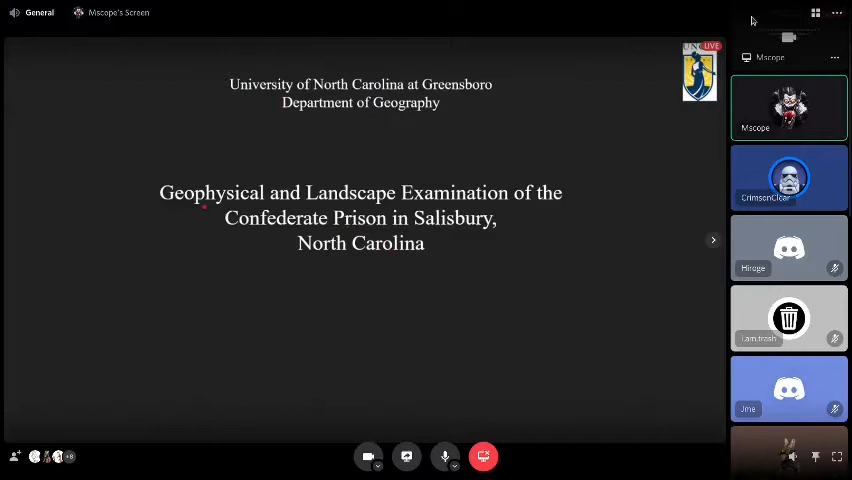 General
Mscope's Screen
LIVE
University of North Carolina at Greensboro
Department of Geography
Geophysical and Landscape Examination of the
Confederate Prison in Salisbury,
North Carolina
Mscope
Mscope
CrimsonClear
Hiroge
i.am.trash
Jme
+8